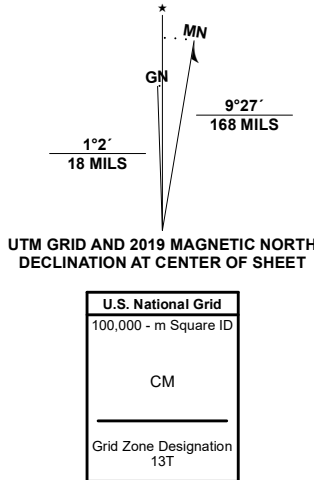 ★
MN
GN
9°27´
168 MILS
1°2´
18 MILS
UTM GRID AND 2019 MAGNETIC NORTH
DECLINATION AT CENTER OF SHEET
U.S. National Grid
100,000 - m Square ID
CM
Grid Zone Designation
13T